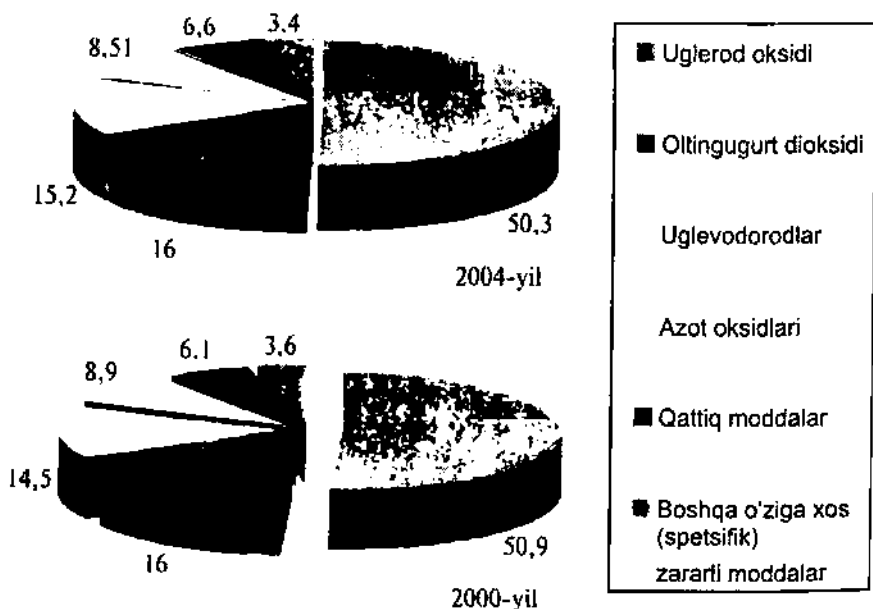 6,6
3,4
8,51
15,2
16
50,3
2004-yil
6.1
3,6
8,9
14,5
16
50,9
2000-yil
Uglerod oksidi
Oltingugurt dioksidi
Uglevodorodlar
Azot oksidlari
Qattiq moddalar
Boshqa o'ziga xos
(spetsifik)
zararli moddalar